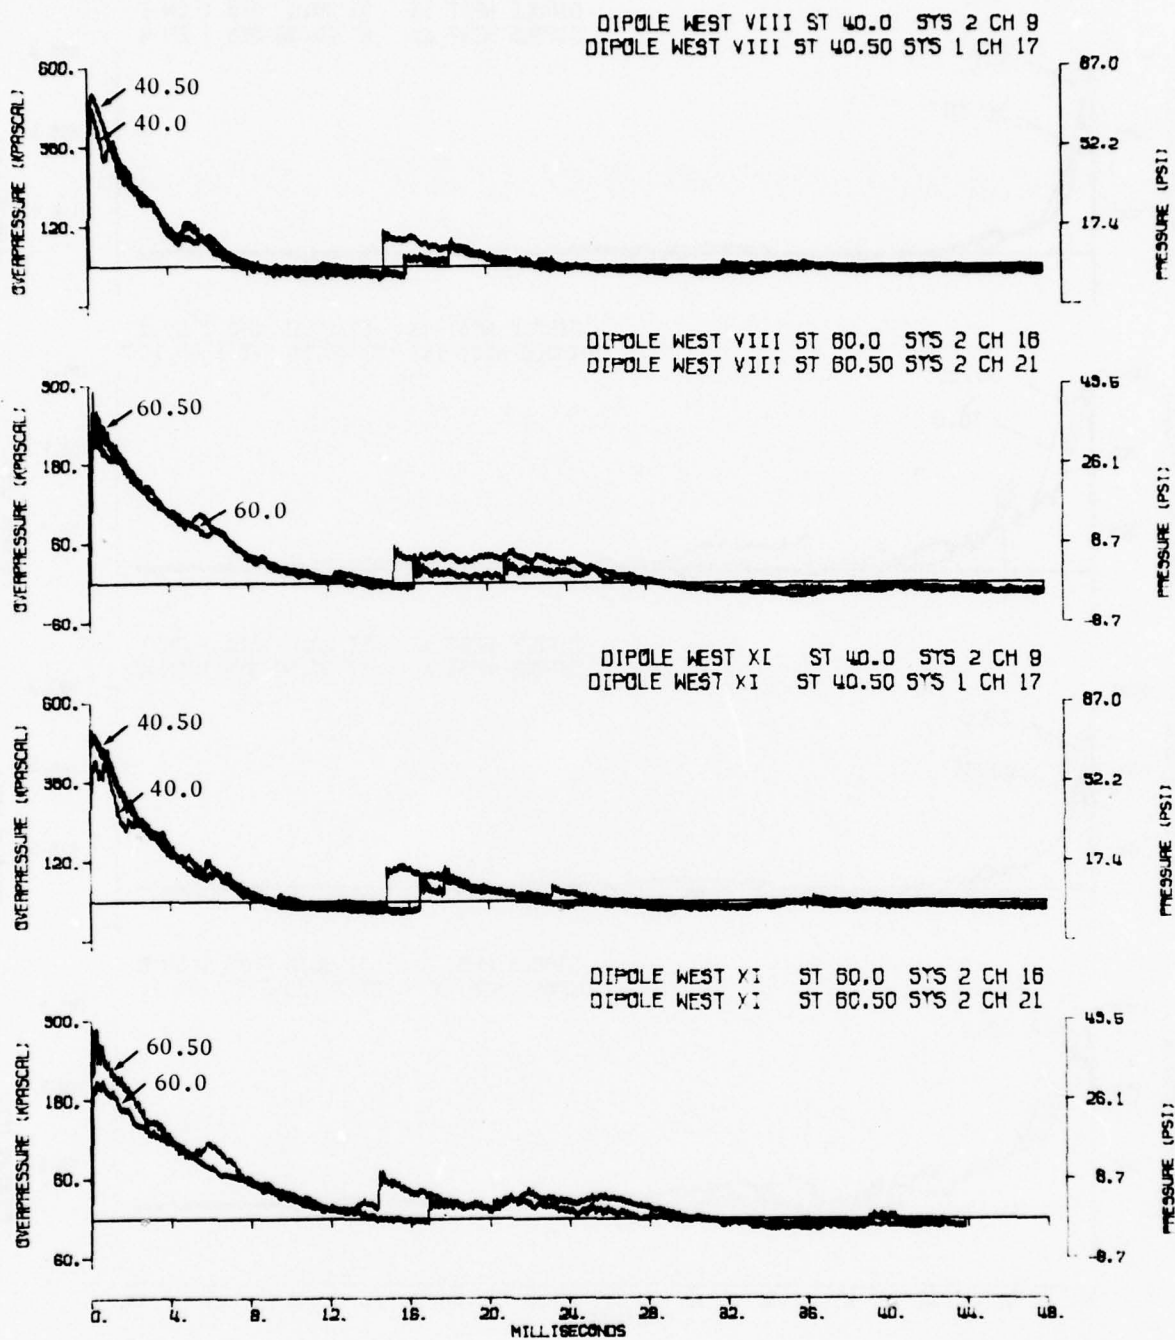 DIPOLE WEST VIII ST 40.0 SYS 2 CH 9
DIPOLE WEST VIII ST 40.50 SYS 1 CH 17
600.
360.
120.
OVERPRESSURE (KPASCAL)
40.50
40.0
87.0
52.2
17.4
PRESSURE (PSI)
DIPOLE WEST VIII ST 60.0 SYS 2 CH 16
DIPOLE WEST VIII ST 60.50 SYS 2 CH 21
300.
180.
60.
-60.
OVERPRESSURE (KPASCAL)
60.50
60.0
43.5
26.1
8.7
-8.7
PRESSURE (PSI)
DIPOLE WEST XI ST 40.0 SYS 2 CH 9
DIPOLE WEST XI ST 40.50 SYS 1 CH 17
600.
360.
120.
OVERPRESSURE (KPASCAL)
40.50
40.0
87.0
52.2
17.4
PRESSURE (PSI)
DIPOLE WEST XI ST 60.0 SYS 2 CH 16
DIPOLE WEST XI ST 60.50 SYS 2 CH 21
300.
180.
60.
60.
OVERPRESSURE (KPASCAL)
60.50
60.0
43.5
26.1
8.7
-8.7
PRESSURE (PSI)
0. 4. 8. 12. 16. 20. 24. 28. 32. 36. 40. 44. 48.
MILLISECONDS